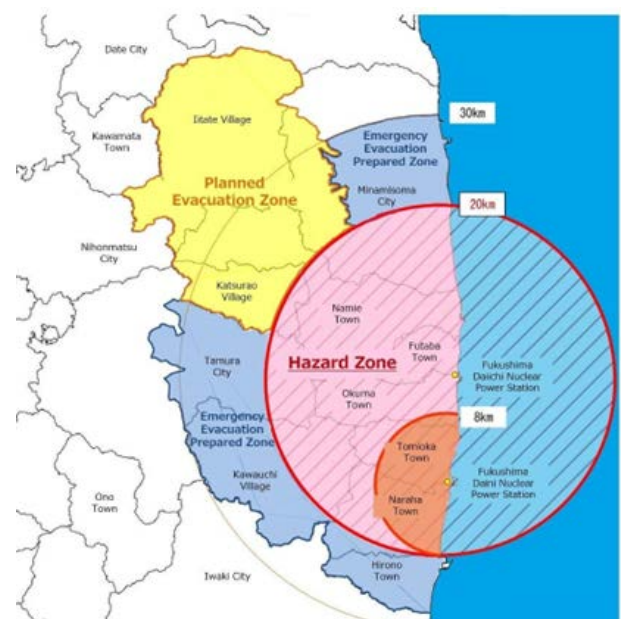 Date City
Iitate Village
30km
Kawamata
Town
Emergency
Evacuation
Prepared Zone
Planned
Evacuation Zone
Minamisoma
City
20km
Nihonmatsu
City
Katsurao
Village
Namie
Town
Futaba
Town
Tamura
City
Hazard Zone
Fukushima
Daiichi Nuclear
Power Station
Okuma
Town
8km
Emergency
Evacuation
Prepared Zone
Tomioka
Town
Kawauchi
Village
Fukushima
Daini Nuclear
Power Station
Ono
Town
Naraha
Town
Hirono
Town
Iwaki City